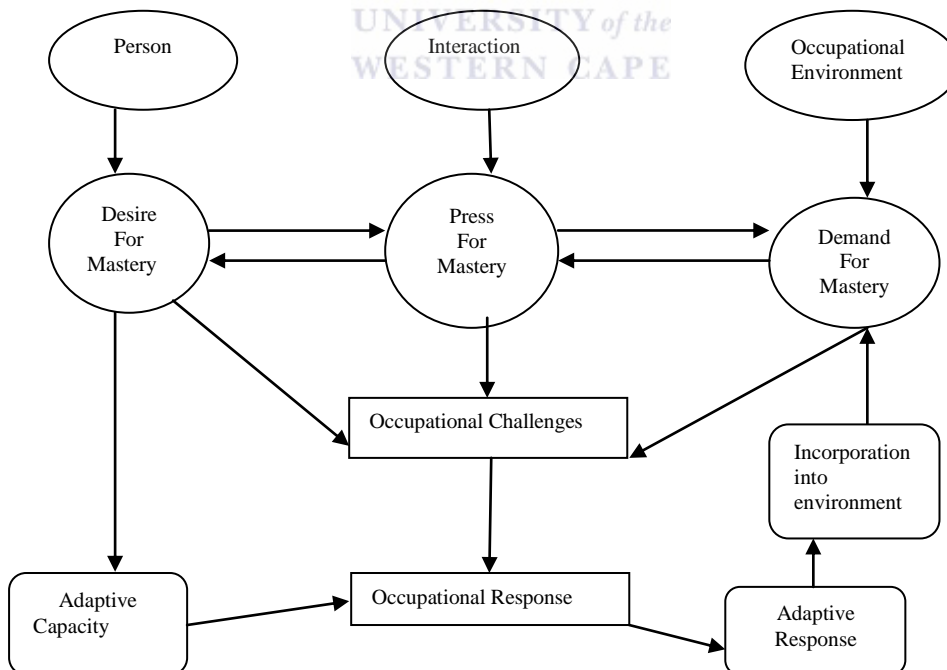 UNIVERSITY of the
WESTERN CAPE
Person
Interaction
Occupational
Environment
Desire
For
Mastery
Press
For
Mastery
Demand
For
Mastery
Occupational Challenges
Incorporation
into
environment
Adaptive
Capacity
Occupational Response
Adaptive
Response